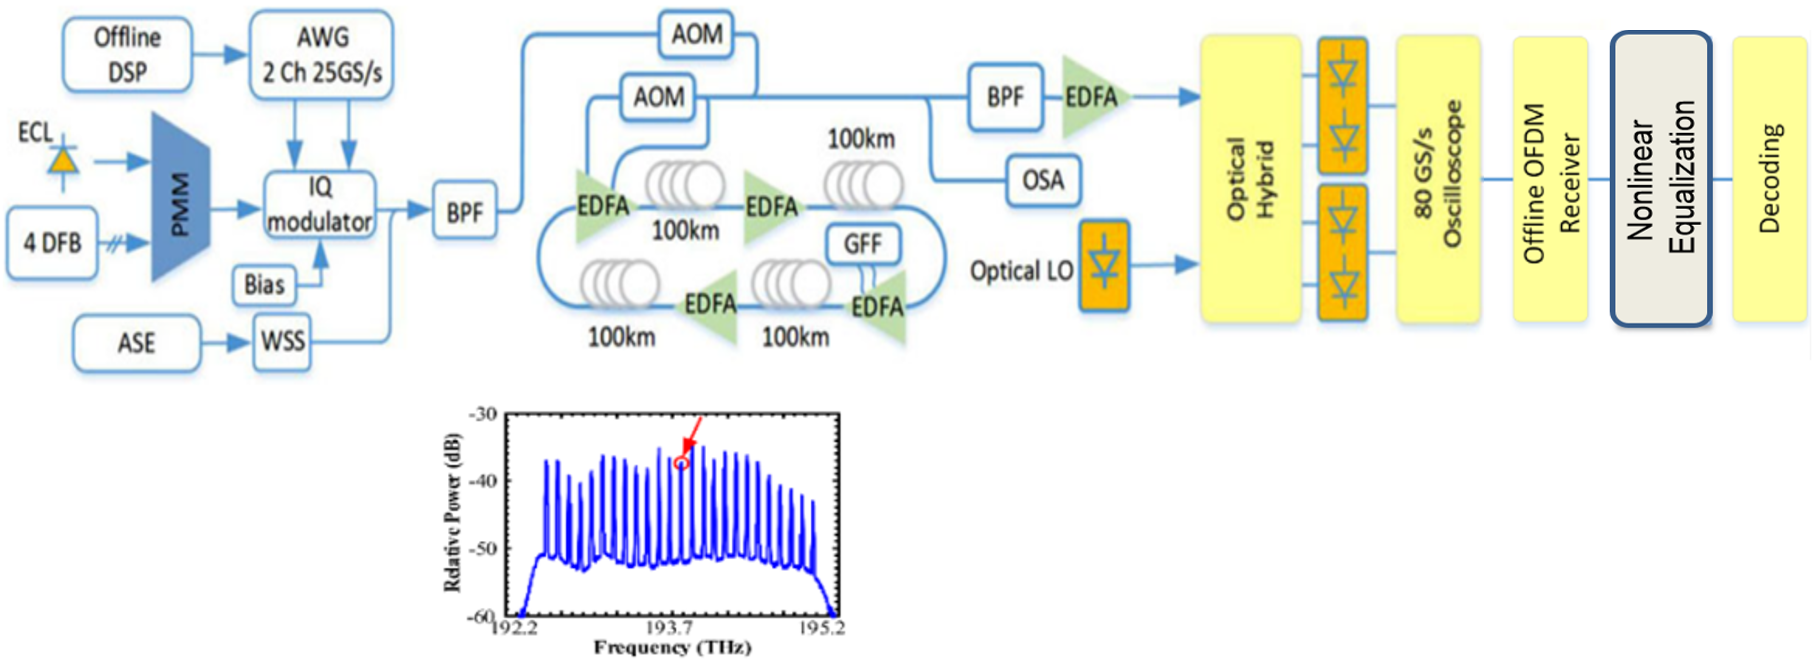 Offline
DSP
AWG
2 Ch 25GS/s
ECL
4 DFB
PMM
IQ
modulator
Bias
ASE
WSS
BPF
AOM
AOM
EDFA
100km
EDFA
100km
GFF
EDFA
100km
EDFA
100km
BPF
EDFA
OSA
Optical LO
Optical
Hybrid
80 GS/s
Oscilloscope
Offline OFDM
Receiver
Nonlinear
Equalization
Decoding
Relative Power (dB)
-30
-40
-50
-60
192.2
193.7
195.2
Frequency (THz)